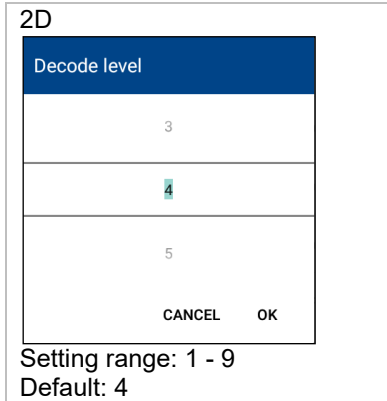 2D
Decode level
3
4
5
CANCEL OK
Setting range: 1 - 9
Default: 4